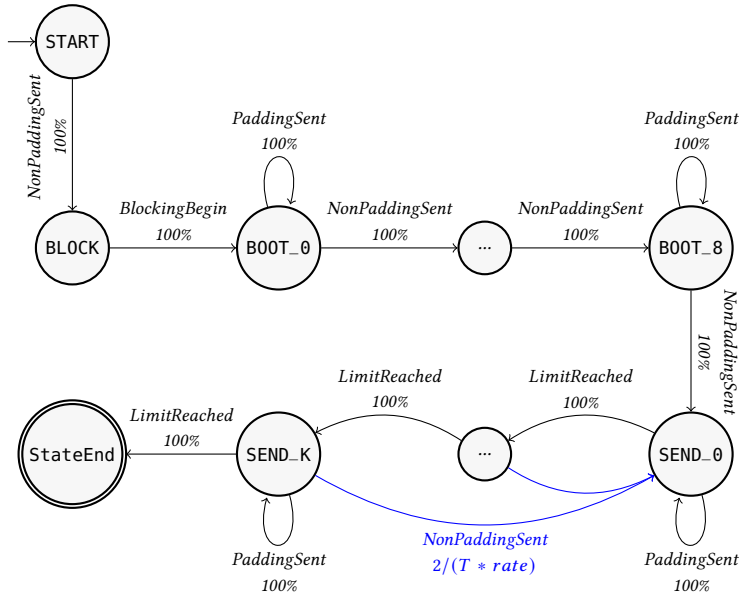 START
NonPaddingSent
100%
PaddingSent
100%
PaddingSent
100%
BLOCK
BlockingBegin
100%
BOOT_0
NonPaddingSent
100%
...
NonPaddingSent
100%
BOOT_8
NonPaddingSent
100%
StateEnd
LimitReached
100%
SEND_K
LimitReached
100%
...
LimitReached
100%
SEND_0
PaddingSent
100%
NonPaddingSent
2/(T * rate)
PaddingSent
100%